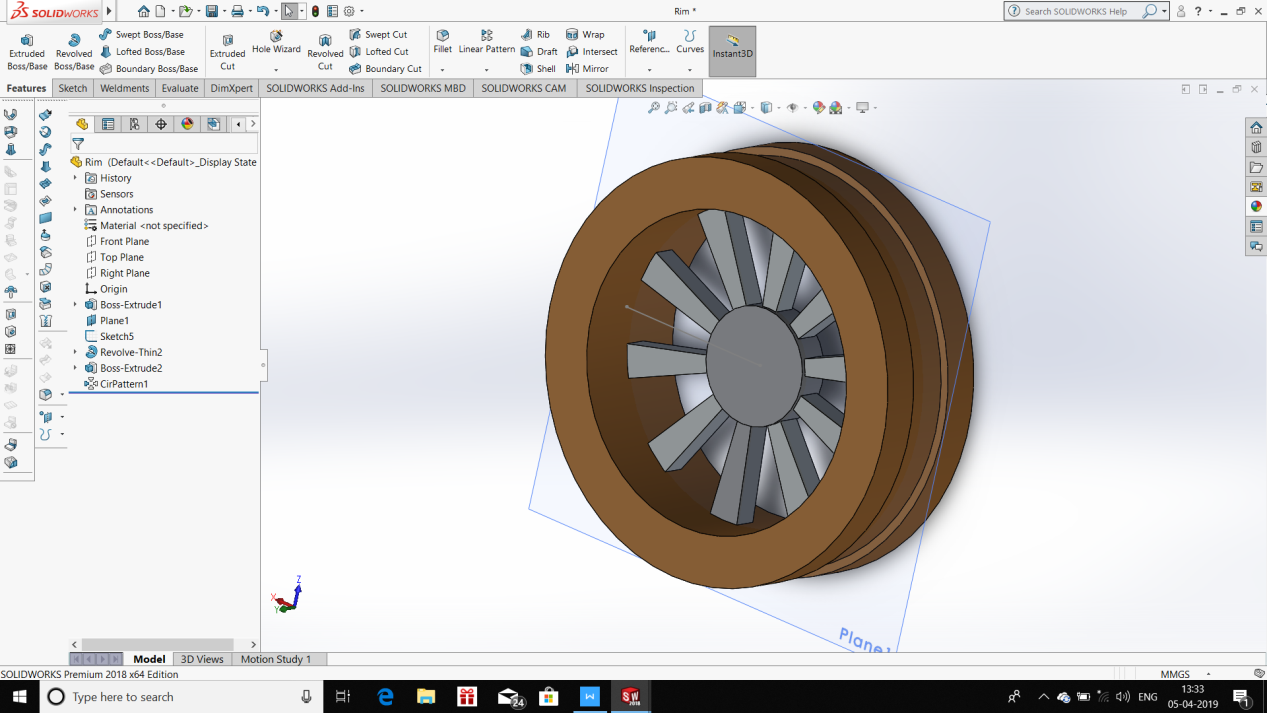 SOLIDWORKS
Rim *
Search SOLIDWORKS Help
Extruded Boss/Base
Revolved Boss/Base
Swept Boss/Base
Lofted Boss/Base
Boundary Boss/Base
Extruded Cut
Hole Wizard
Revolved Cut
Swept Cut
Lofted Cut
Boundary Cut
Fillet
Linear Pattern
Rib
Draft
Shell
Wrap
Intersect
Mirror
Referenc...
Curves
Instant3D
Features
Sketch
Weldments
Evaluate
DimXpert
SOLIDWORKS Add-Ins
SOLIDWORKS MBD
SOLIDWORKS CAM
SOLIDWORKS Inspection
Rim (Default<<Default>_Display State
History
Sensors
Annotations
Material <not specified>
Front Plane
Top Plane
Right Plane
Origin
Boss-Extrude1
Plane1
Sketch5
Revolve-Thin2
Boss-Extrude2
CirPattern1
Z
X
Y
Plane1
Model
3D Views
Motion Study 1
SOLIDWORKS Premium 2018 x64 Edition
MMGS
Type here to search
24
SW
2018
ENG
13:33
05-04-2019
1